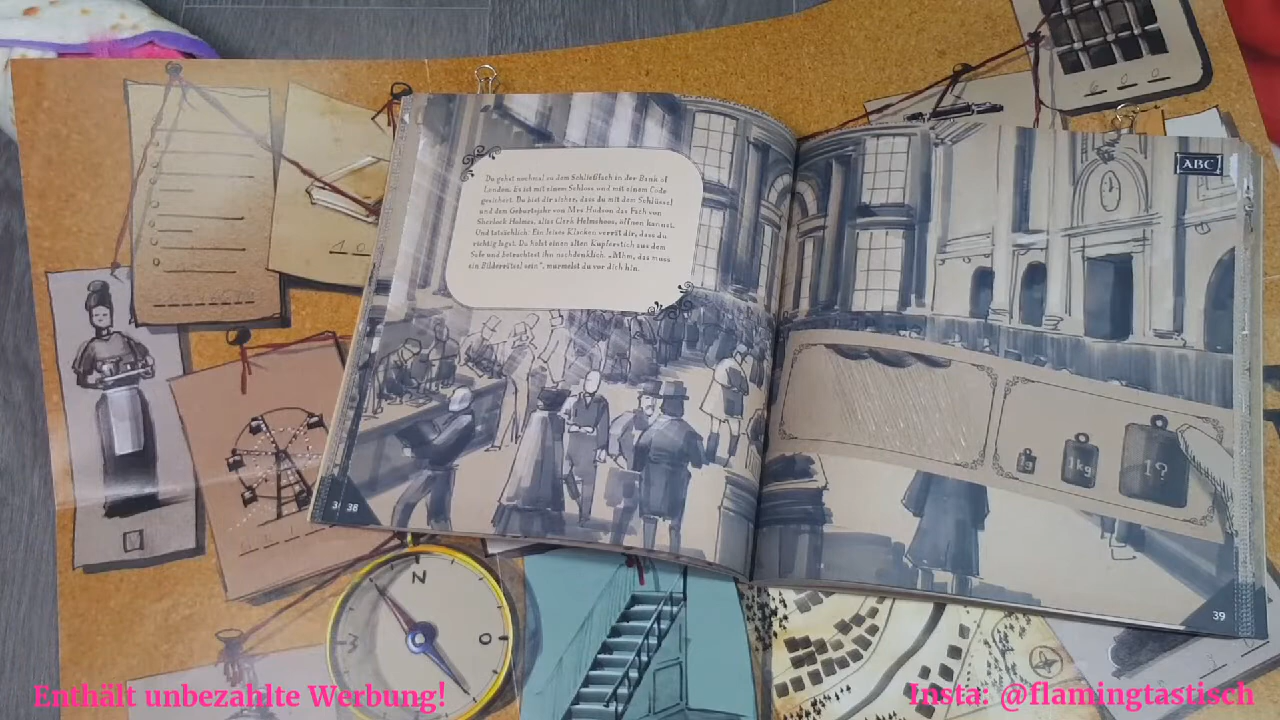 ABC
Du gehst nochmal zu dem Schließfach in der Bank of
London. Es ist mit einem Schloss und mit einem Code
gesichert. Du bist dir sicher, dass du mit dem Schlüssel
und dem Geburtsjahr von Mrs Hudson das Fach von
Sherlock Holmes, alias Clark Helmshoes, öffnen kannst.
Und tatsächlich: Ein leises Klacken verrät dir, dass du
richtig liegst. Du holst einen alten Kupferstich aus dem
Safe und betrachtest ihn nachdenklich. „Mhm, das muss
ein Bilderrätsel sein“, murmelst du vor dich hin.
1g
1kg
1?
38
39
N
W
O
Enthält unbezahlte Werbung!
Insta: @flamingtastisch